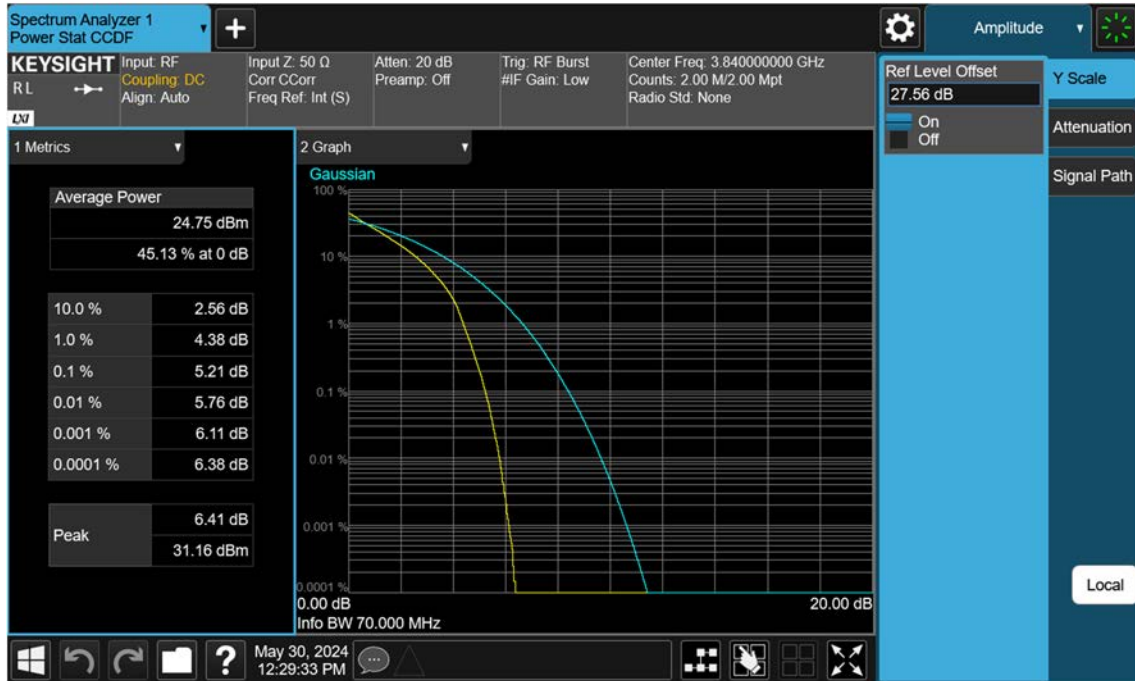 Spectrum Analyzer 1
Power Stat CCDF
+
Amplitude
KEYSIGHT
R L
LXI
Input: RF
Coupling: DC
Align: Auto
Input Z: 50 Ω
Corr CCorr
Freq Ref: Int (S)
Atten: 20 dB
Preamp: Off
Trig: RF Burst
#IF Gain: Low
Center Freq: 3.840000000 GHz
Counts: 2.00 M/2.00 Mpt
Radio Std: None
Ref Level Offset
27.56 dB
On
Off
Y Scale
Attenuation
Signal Path
1 Metrics
Average Power
24.75 dBm
45.13 % at 0 dB
10.0 % 2.56 dB
1.0 % 4.38 dB
0.1 % 5.21 dB
0.01 % 5.76 dB
0.001 % 6.11 dB
0.0001 % 6.38 dB
Peak
6.41 dB
31.16 dBm
2 Graph
Gaussian
100 %
10 %
1 %
0.1 %
0.01 %
0.001 %
0.0001 %
0.00 dB 20.00 dB
Info BW 70.000 MHz
Local
?
May 30, 2024
12:29:33 PM